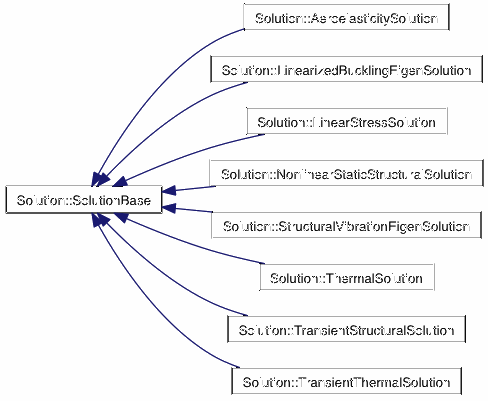 Solution::AeroelasticitySolution
Solution::LinearizedBucklingEigenSolution
Solution::LinearStressSolution
Solution::NonlinearStaticStructuralSolution
Solution::SolutionBase
Solution::StructuralVibrationEigenSolution
Solution::ThermalSolution
Solution::TransientStructuralSolution
Solution::TransientThermalSolution